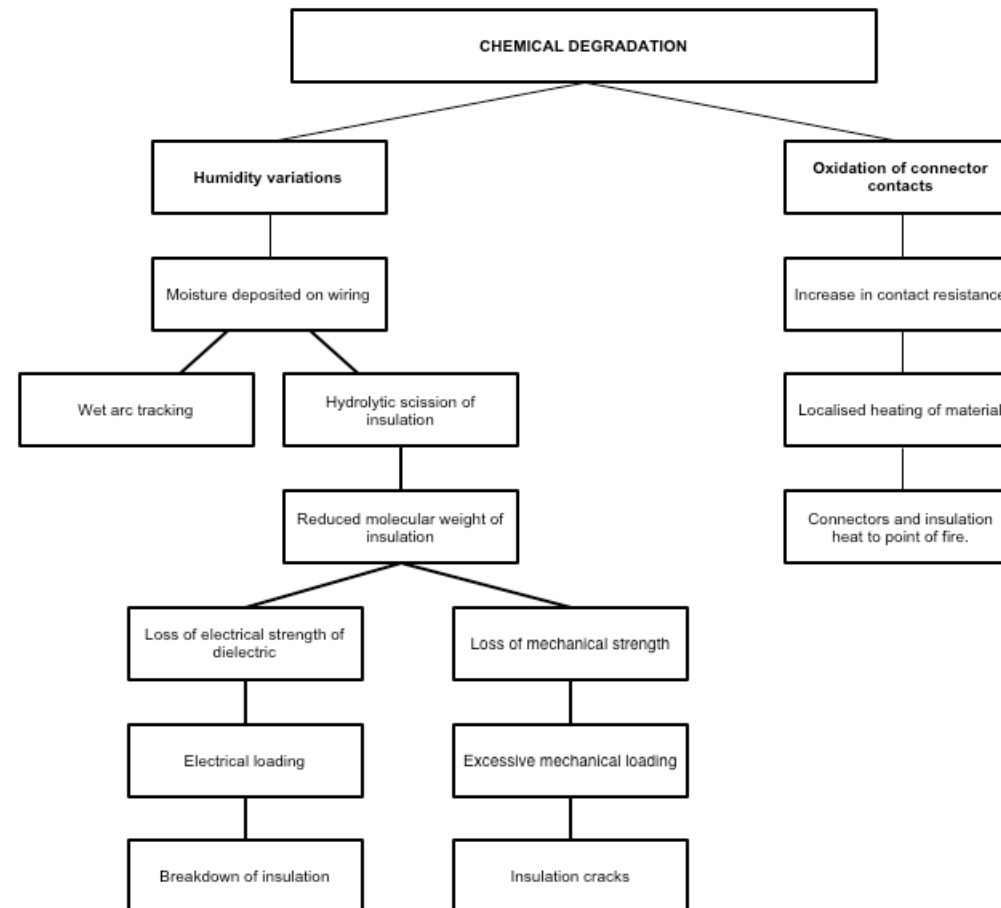 CHEMICAL DEGRADATION
Humidity variations
Oxidation of connector
contacts
Moisture deposited on wiring
Increase in contact resistance
Wet arc tracking
Hydrolytic scission of
insulation
Localised heating of material
Reduced molecular weight of
insulation
Connectors and insulation
heat to point of fire.
Loss of electrical strength of
dielectric
Loss of mechanical strength
Electrical loading
Excessive mechanical loading
Breakdown of insulation
Insulation cracks